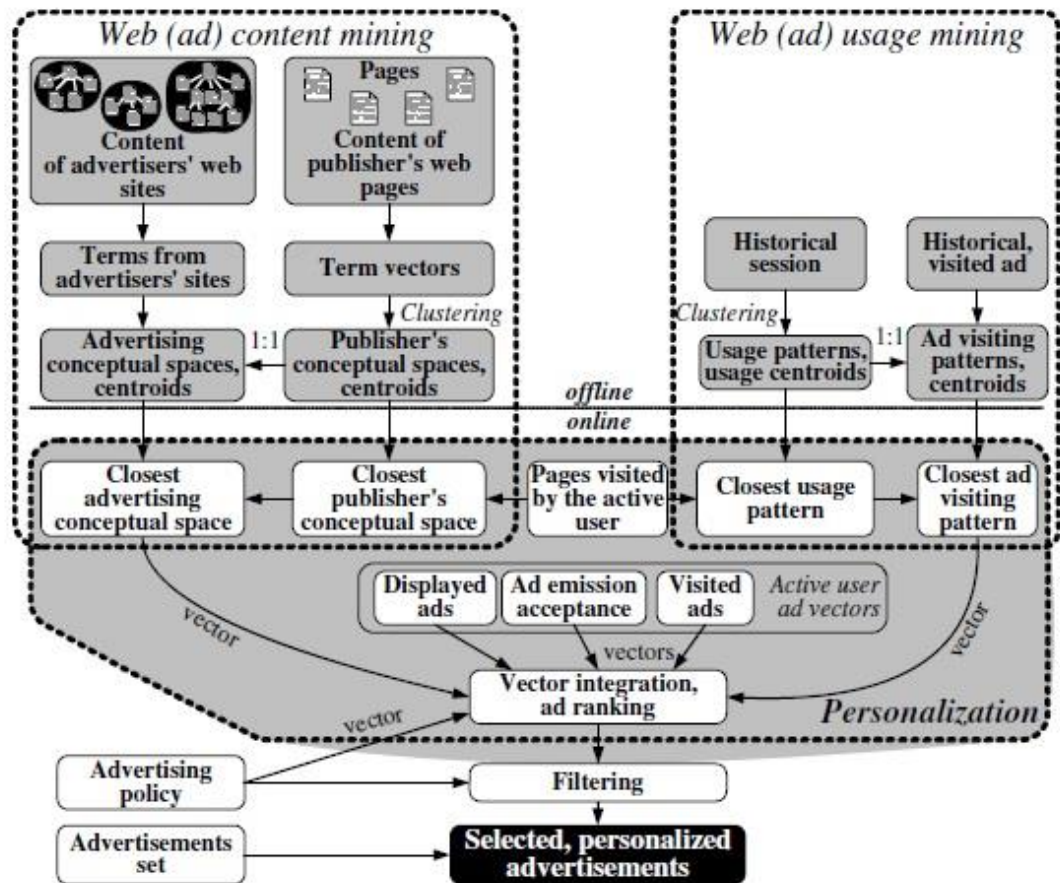 Web (ad) content mining
Web (ad) usage mining
Pages
Content
of advertisers' web
sites
Content of
publisher's web
pages
Terms from
advertisers' sites
Term vectors
Historical
session
Historical,
visited ad
Clustering
Clustering
Advertising
conceptual spaces,
centroids
1:1
Publisher's
conceptual spaces,
centroids
Usage patterns,
usage centroids
1:1
Ad visiting
patterns,
centroids
offline
online
Closest
advertising
conceptual space
Closest
publisher's
conceptual space
Pages visited
by the active
user
Closest usage
pattern
Closest ad
visiting
pattern
Displayed
ads
Ad emission
acceptance
Visited
ads
Active user
ad vectors
vector
vectors
vector
Vector integration,
ad ranking
vector
Personalization
Advertising
policy
Filtering
Advertisements
set
Selected, personalized
advertisements